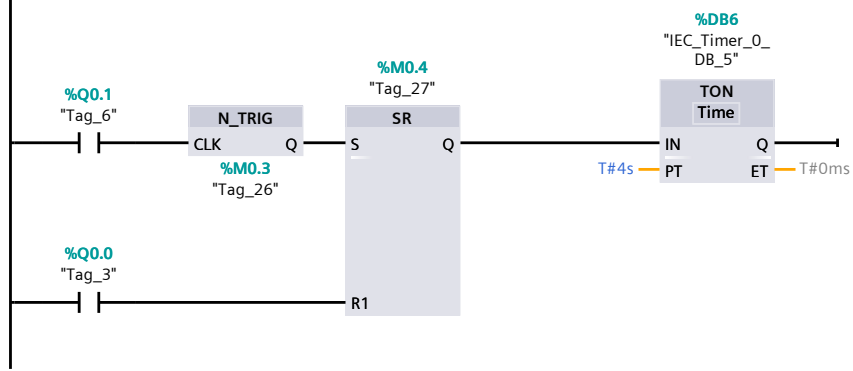 %DB6
"IEC_Timer_0_
DB_5"
%M0.4
"Tag_27"
TON
Time
%Q0.1
"Tag_6"
N_TRIG
SR
CLK Q
S Q
IN Q
%M0.3
"Tag_26"
T#4s PT ET T#0ms
%Q0.0
"Tag_3"
R1